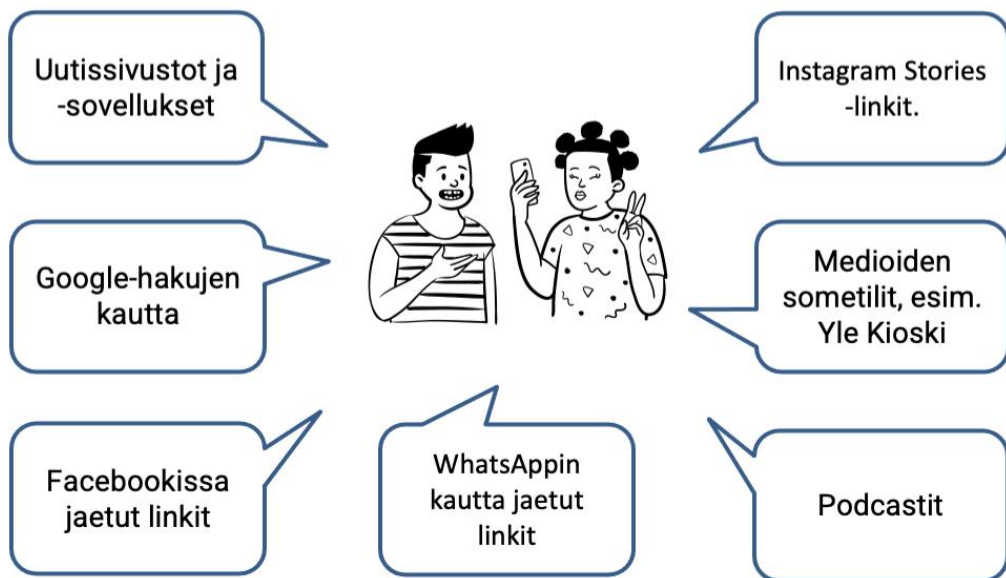 Uutissivustot ja
-sovellukset
Instagram Stories
-linkit.
Google-hakujen
kautta
Medioiden
sometilit, esim.
Yle Kioski
Facebookissa
jaetut linkit
WhatsAppin
kautta jaetut
linkit
Podcastit